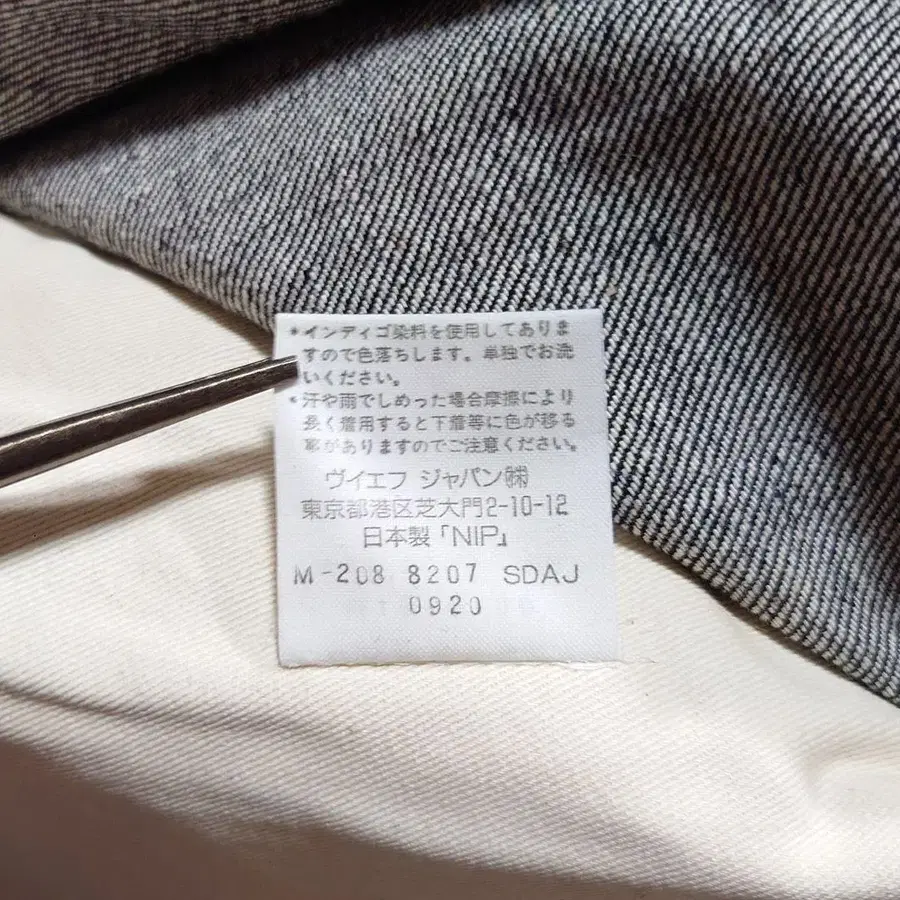 *インディゴ染料を使用してありま
すので色落ちします。単独でお洗
いください。
*汗や雨でしめった場合摩擦により
長く着用すると下着等に色が移る
事がありますのでご注意ください。
ヴィエフ ジャパン㈱
東京都港区芝大門2-10-12
日本製「NIP」
M-208 8207 SDAJ
0920